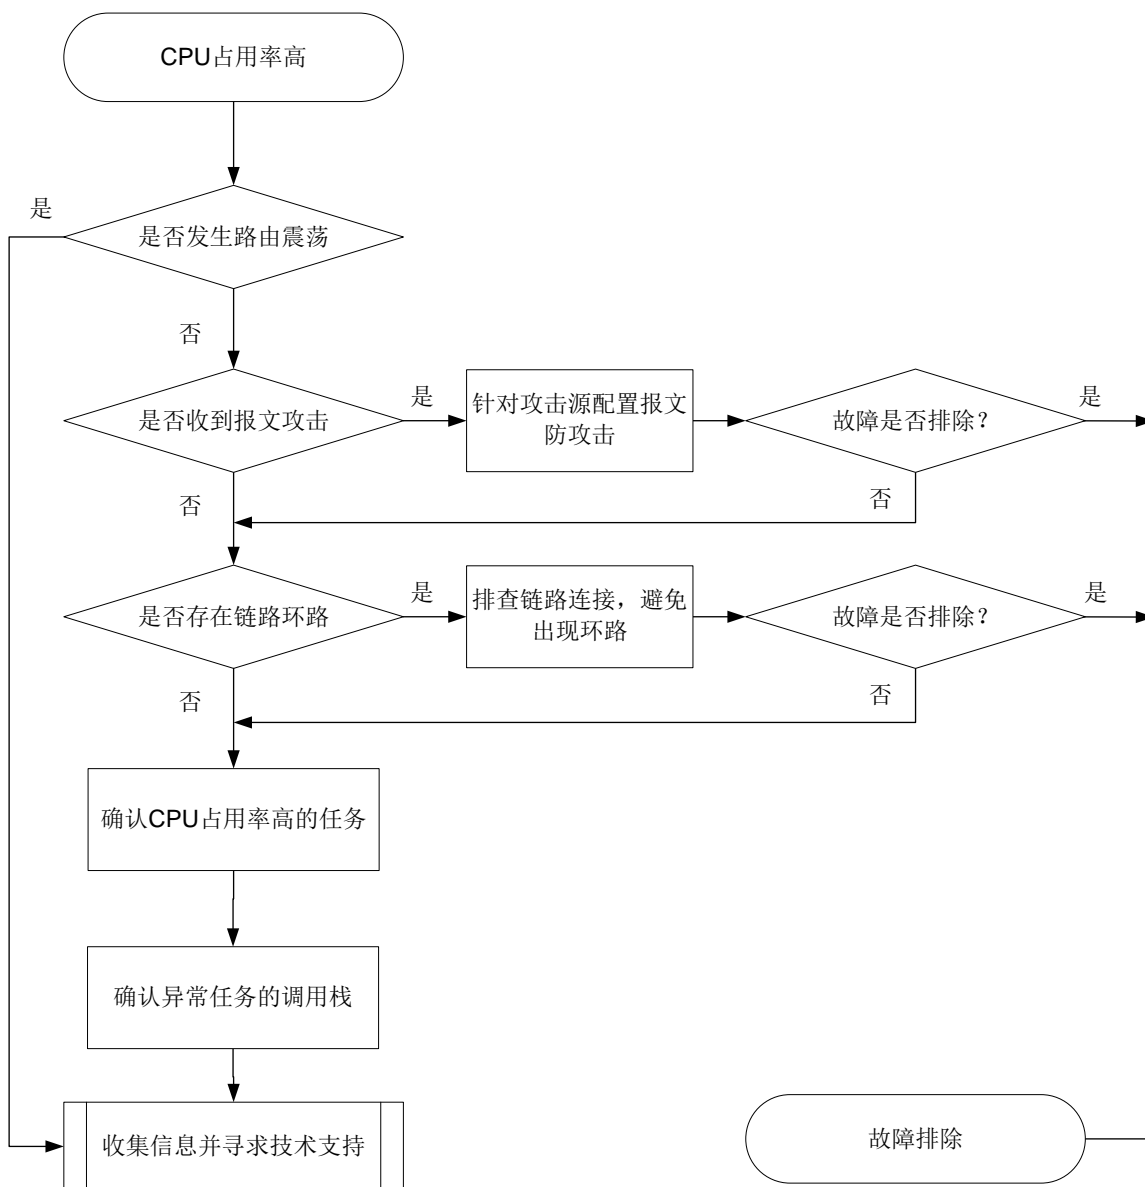 CPU占用率高
是
是否发生路由震荡
否
是否收到报文攻击
是
针对攻击源配置报文
防攻击
故障是否排除？
是
否
否
是否存在链路环路
是
排查链路连接，避免
出现环路
故障是否排除？
是
否
否
确认CPU占用率高的任务
确认异常任务的调用栈
收集信息并寻求技术支持
故障排除